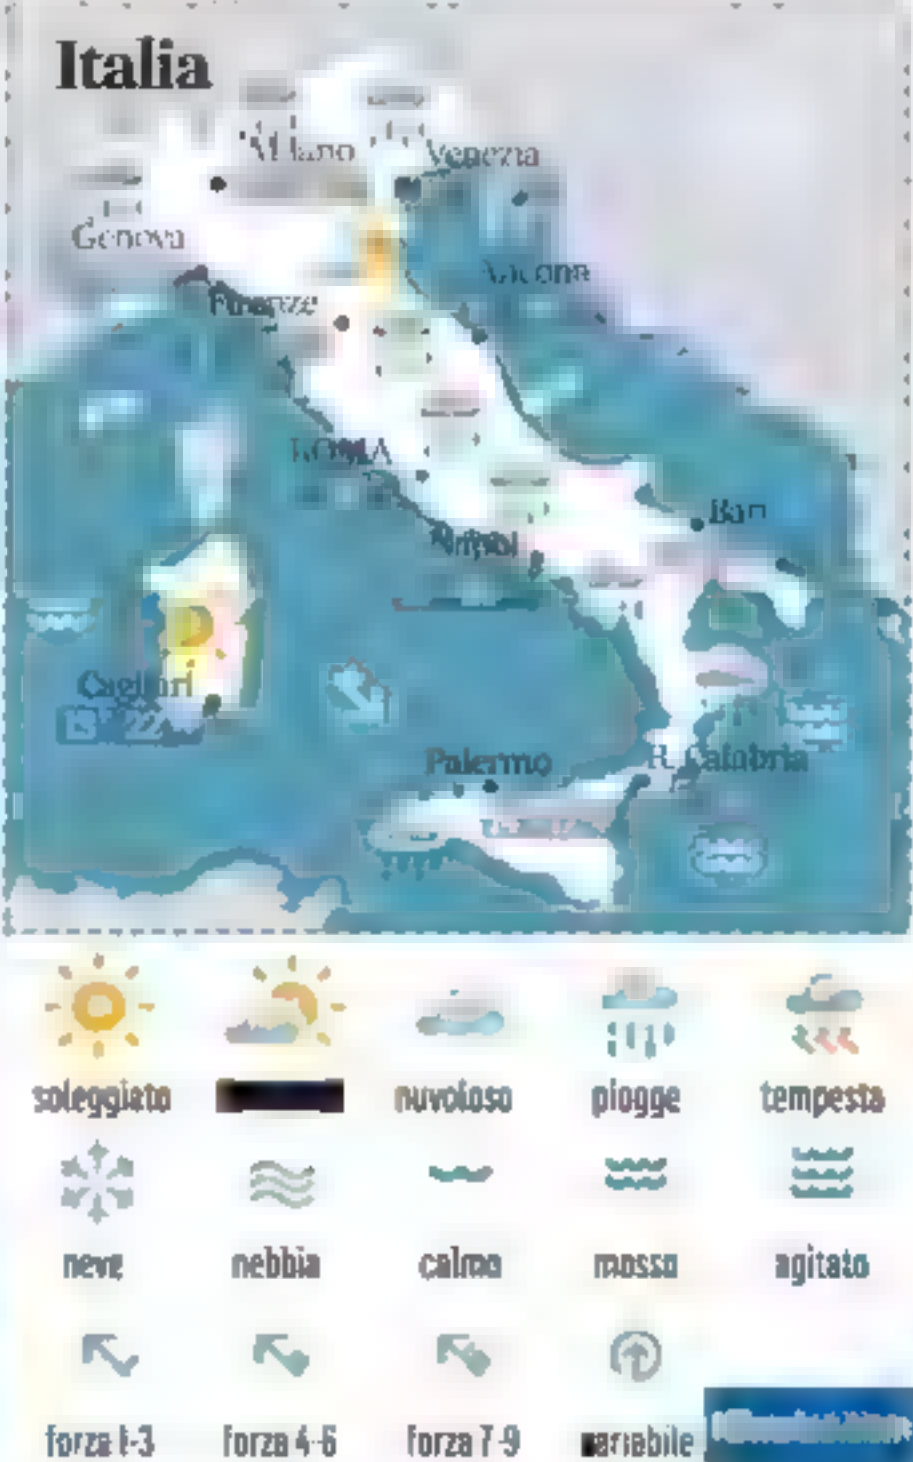 Italia
Milano
Venezia
Genova
Ancona
Firenze
ROMA
Bari
Napoli
Cagliari
Palermo
R. Calabria
soleggiato
nuvoloso
piogge
tempesta
neve
nebbia
calmo
mosso
agitato
forza 1-3
forza 4-6
forza 7-9
variabile